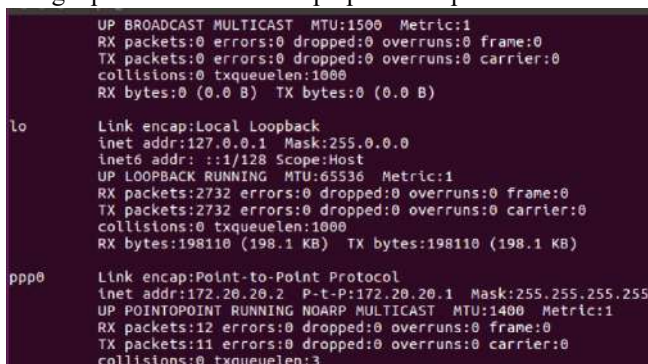 UP BROADCAST MULTICAST MTU:1500 Metric:1
RX packets:0 errors:0 dropped:0 overruns:0 frame:0
TX packets:0 errors:0 dropped:0 overruns:0 carrier:0
collisions:0 txqueuelen:1000
RX bytes:0 (0.0 B) TX bytes:0 (0.0 B)
lo Link encap:Local Loopback
inet addr:127.0.0.1 Mask:255.0.0.0
inet6 addr: ::1/128 Scope:Host
UP LOOPBACK RUNNING MTU:65536 Metric:1
RX packets:2732 errors:0 dropped:0 overruns:0 frame:0
TX packets:2732 errors:0 dropped:0 overruns:0 carrier:0
collisions:0 txqueuelen:1000
RX bytes:198110 (198.1 KB) TX bytes:198110 (198.1 KB)
ppp0 Link encap:Point-to-Point Protocol
inet addr:172.20.20.2 P-t-P:172.20.20.1 Mask:255.255.255.255
UP POINTOPOINT RUNNING NOARP MULTICAST MTU:1400 Metric:1
RX packets:12 errors:0 dropped:0 overruns:0 frame:0
TX packets:11 errors:0 dropped:0 overruns:0 carrier:0
collisions:0 txqueuelen:3